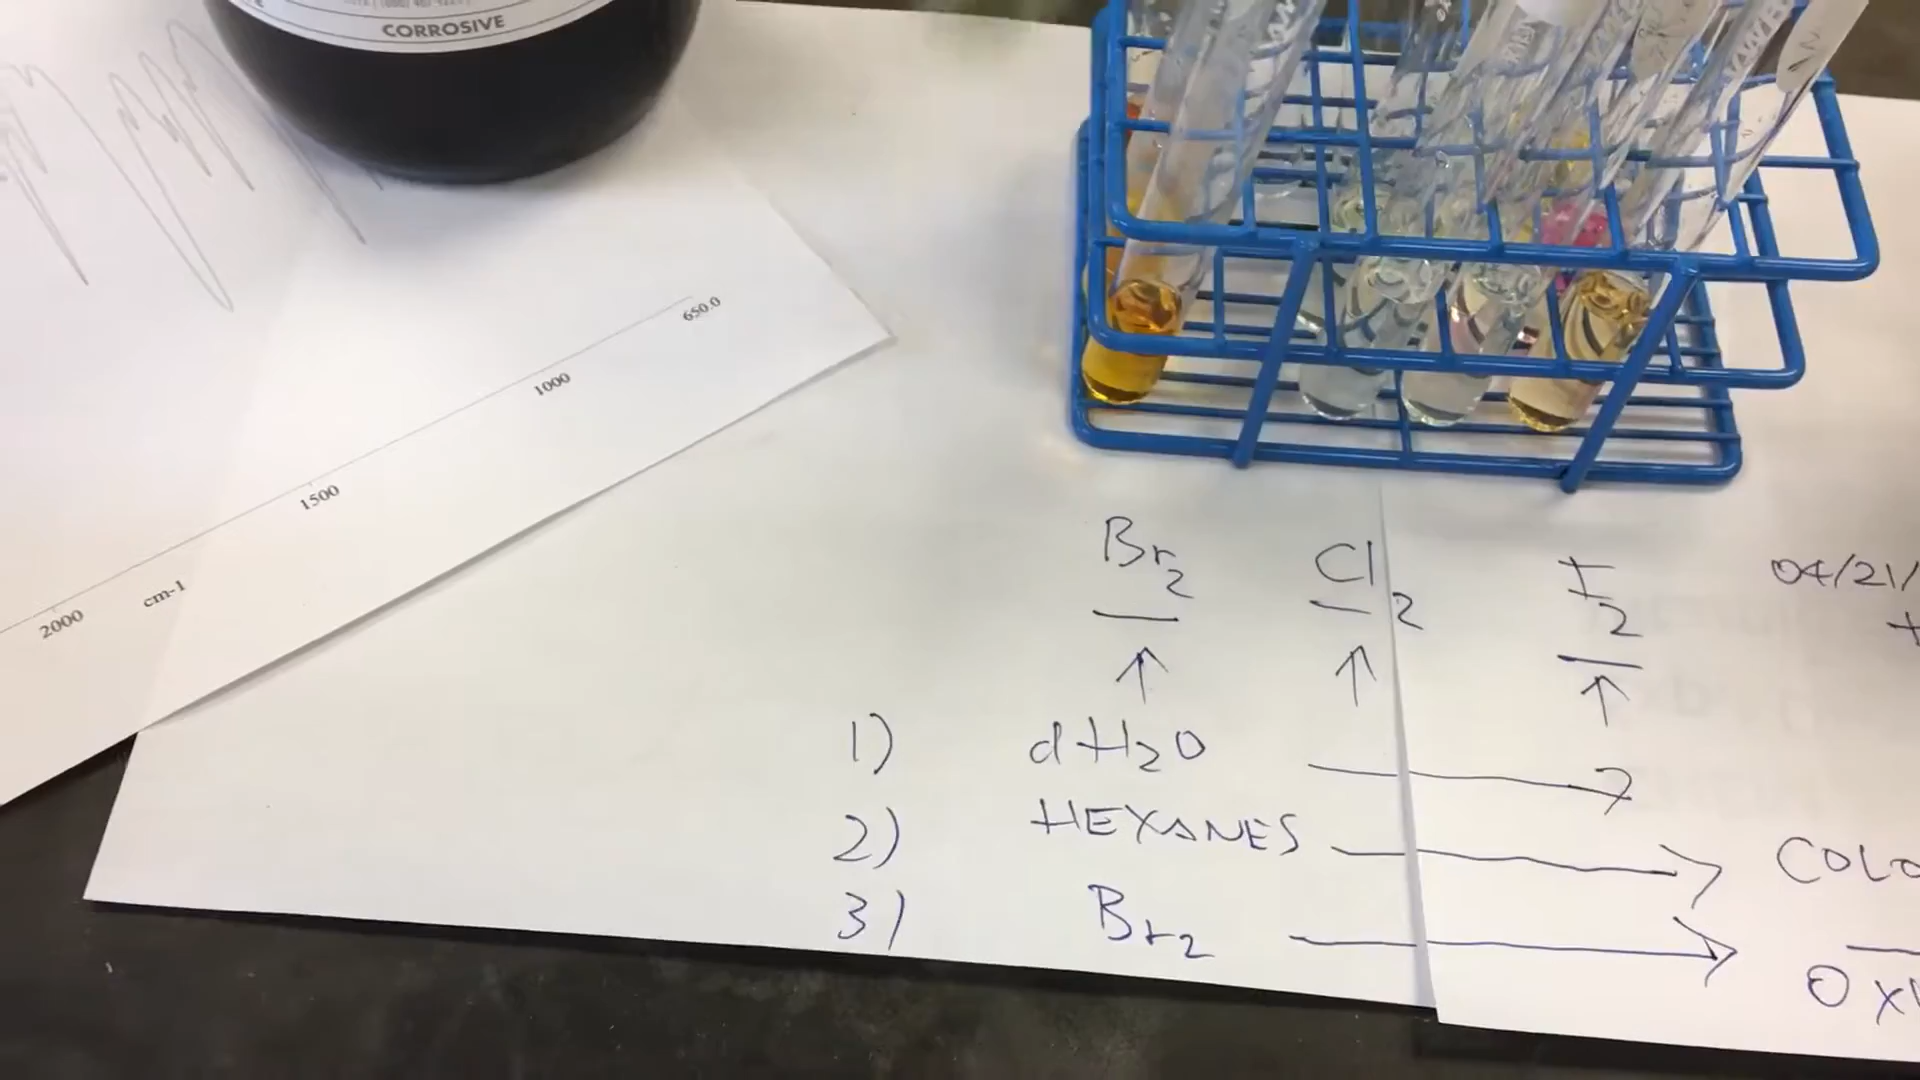 CORROSIVE
650.0
1000
1500
2000
cm-1
Br2 Cl2 I2 04/21/
1) dH2O
2) HEXANES COLO
3) Br2
OXI